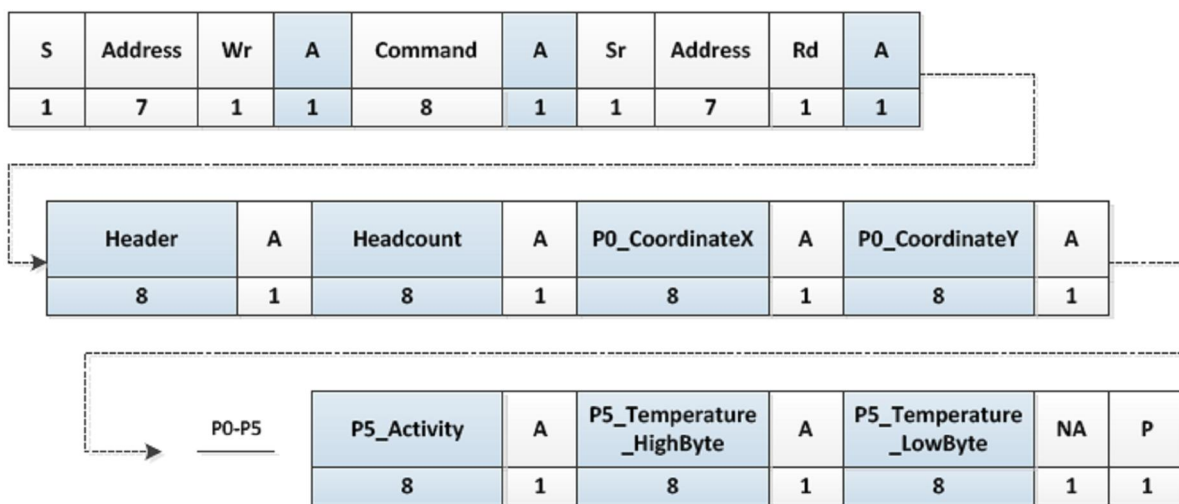 S Address Wr A Command A Sr Address Rd A
1 7 1 1 8 1 1 7 1 1
Header A Headcount A P0_CoordinateX A P0_CoordinateY A
8 1 8 1 8 1 8 1
P0-P5
P5_Activity A P5_Temperature _HighByte A P5_Temperature _LowByte NA P
8 1 8 1 8 1 1